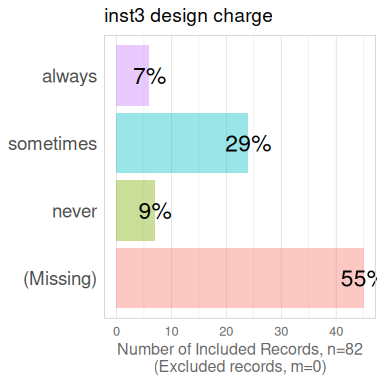 inst3 design charge
always
7%
sometimes
29%
never
9%
(Missing)
55%
0 10 20 30 40
Number of Included Records, n=82
(Excluded records, m=0)